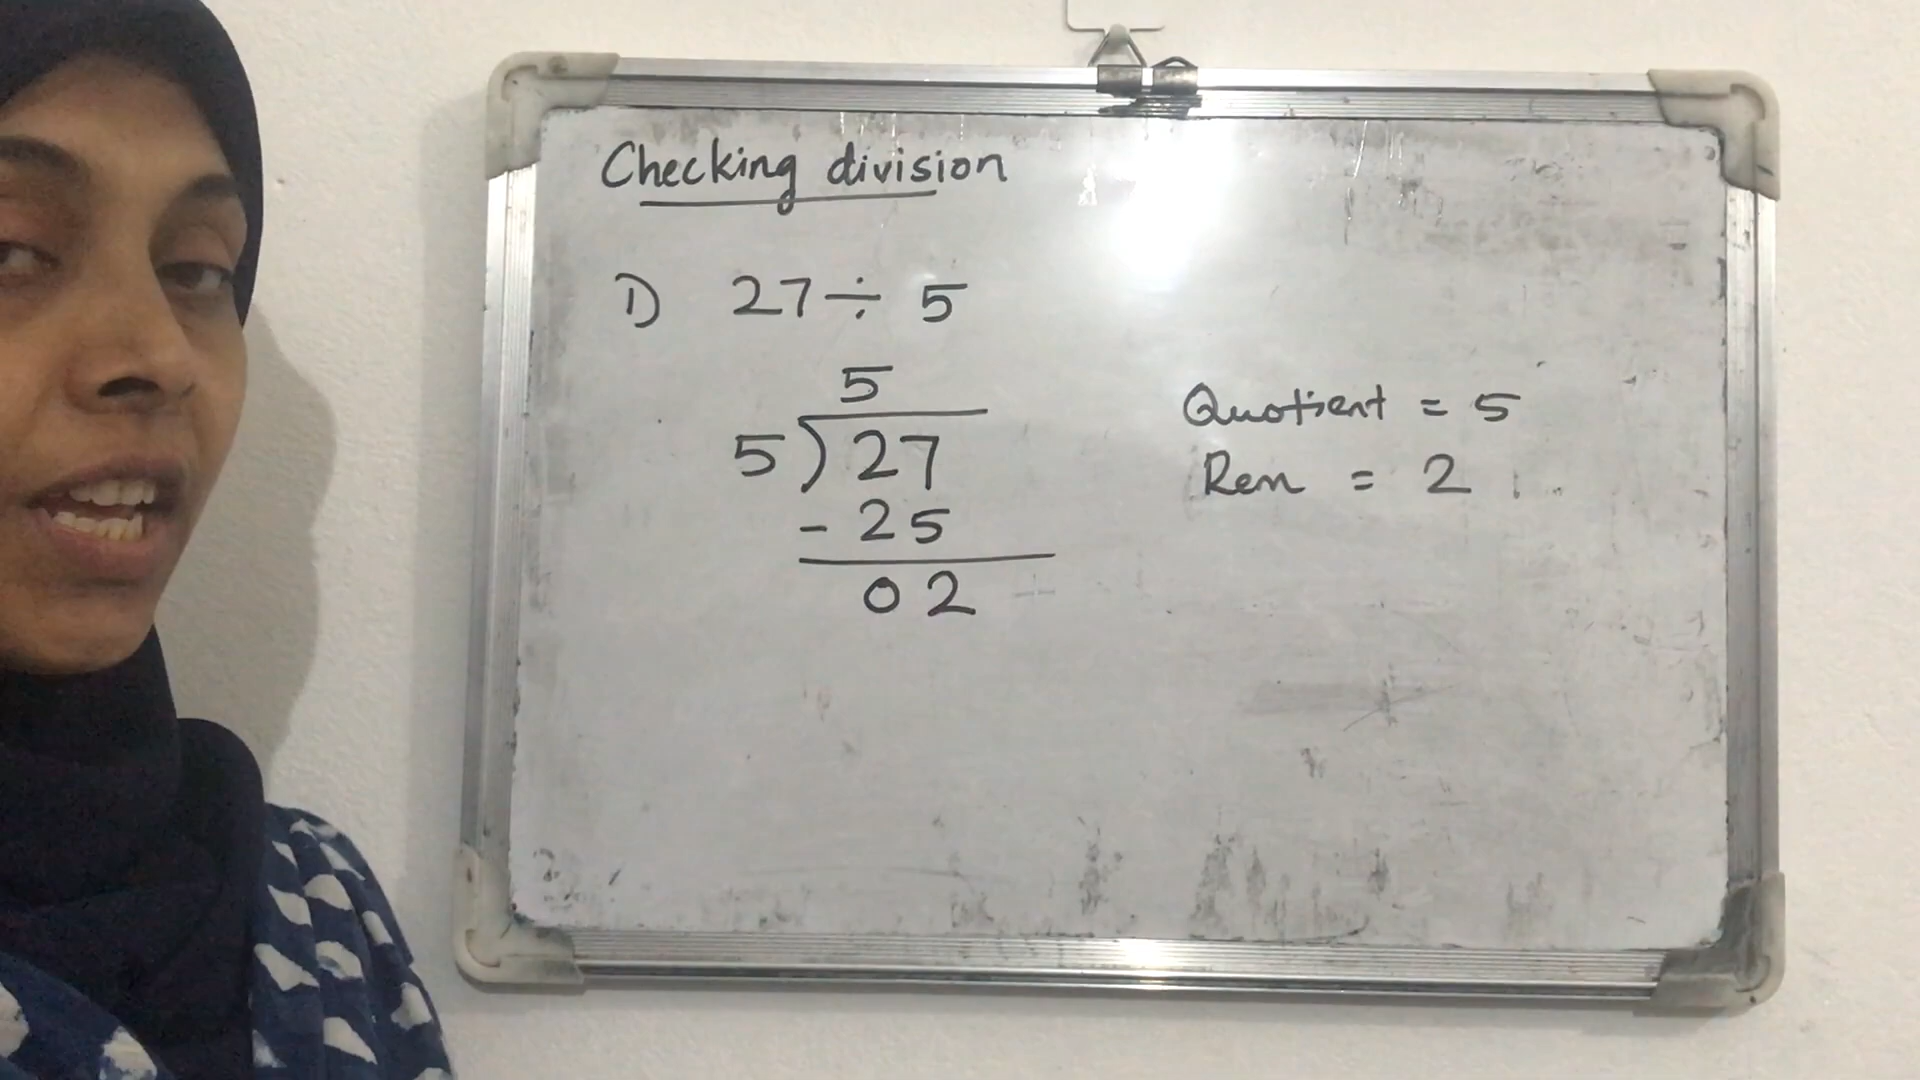 Checking division
1) 27 ÷ 5
5
5) 27
- 25
02
Quotient = 5
Rem = 2